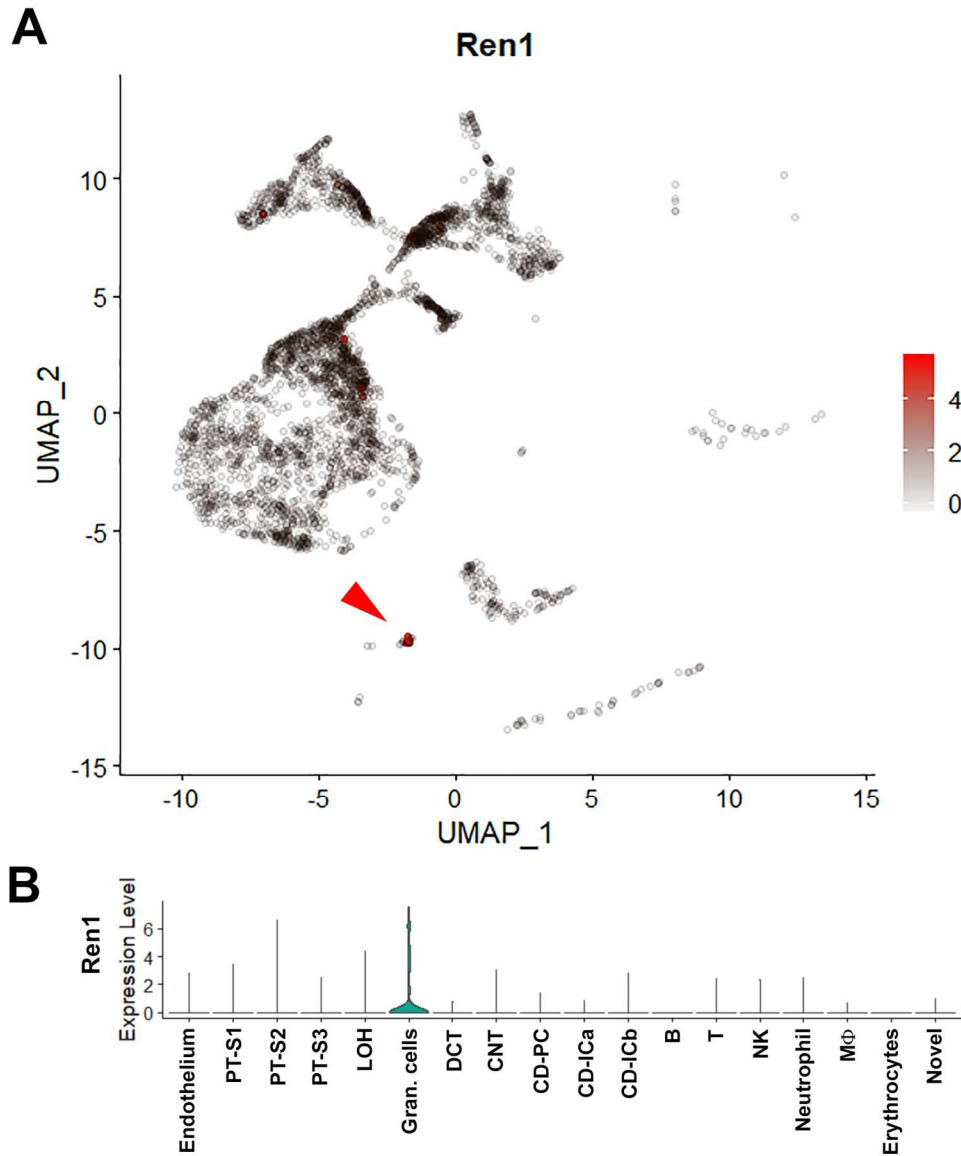 A
Ren1
UMAP_2
10
5
0
-5
-10
-15
4
2
0
-10
-5
0
5
10
15
UMAP_1
B
Ren1
Expression Level
6
4
2
0
Endothelium
PT-S1
PT-S2
PT-S3
LOH
Gran. cells
DCT
CNT
CD-PC
CD-ICa
CD-ICb
B
T
NK
Neutrophil
MΦ
Erythrocytes
Novel